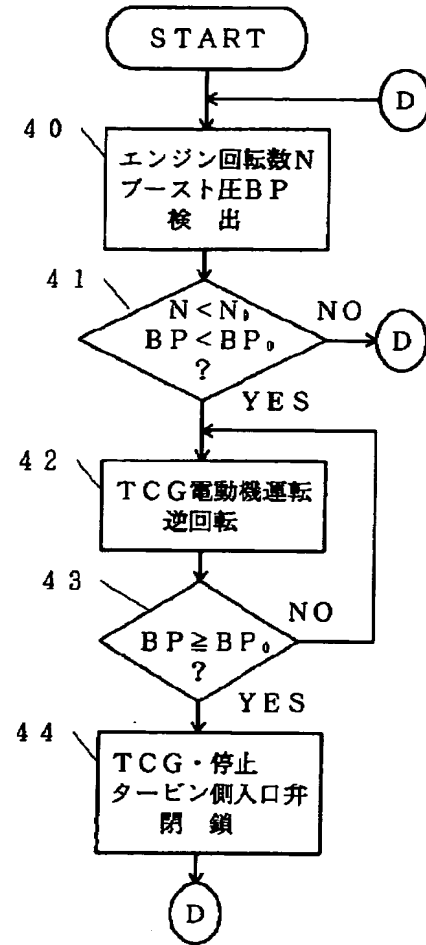 START
D
40
エンジン回転数N
ブースト圧BP
検 出
41
N<N₀
BP<BP₀
?
NO
D
YES
42
TCG電動機運転
逆回転
43
NO
BP≧BP₀
?
YES
44
TCG・停止
タービン側入口弁
閉 鎖
D